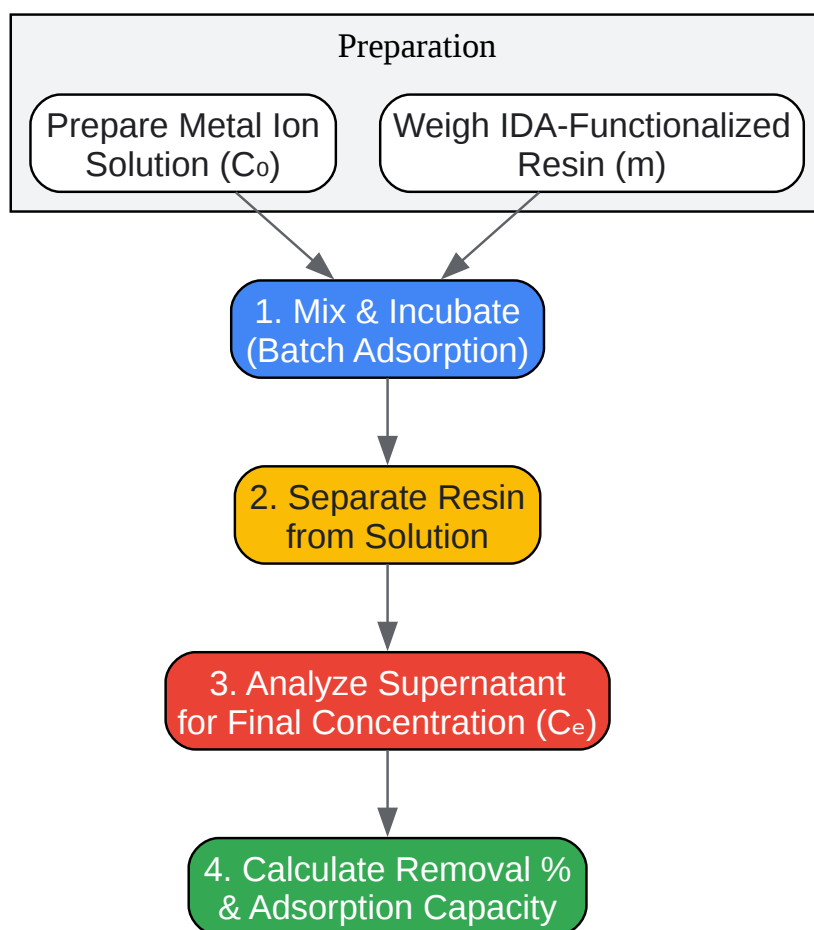 Preparation
Prepare Metal Ion
Solution (C₀)
Weigh IDA-Functionalized
Resin (m)
1. Mix & Incubate
(Batch Adsorption)
2. Separate Resin
from Solution
3. Analyze Supernatant
for Final Concentration (Cₑ)
4. Calculate Removal %
& Adsorption Capacity